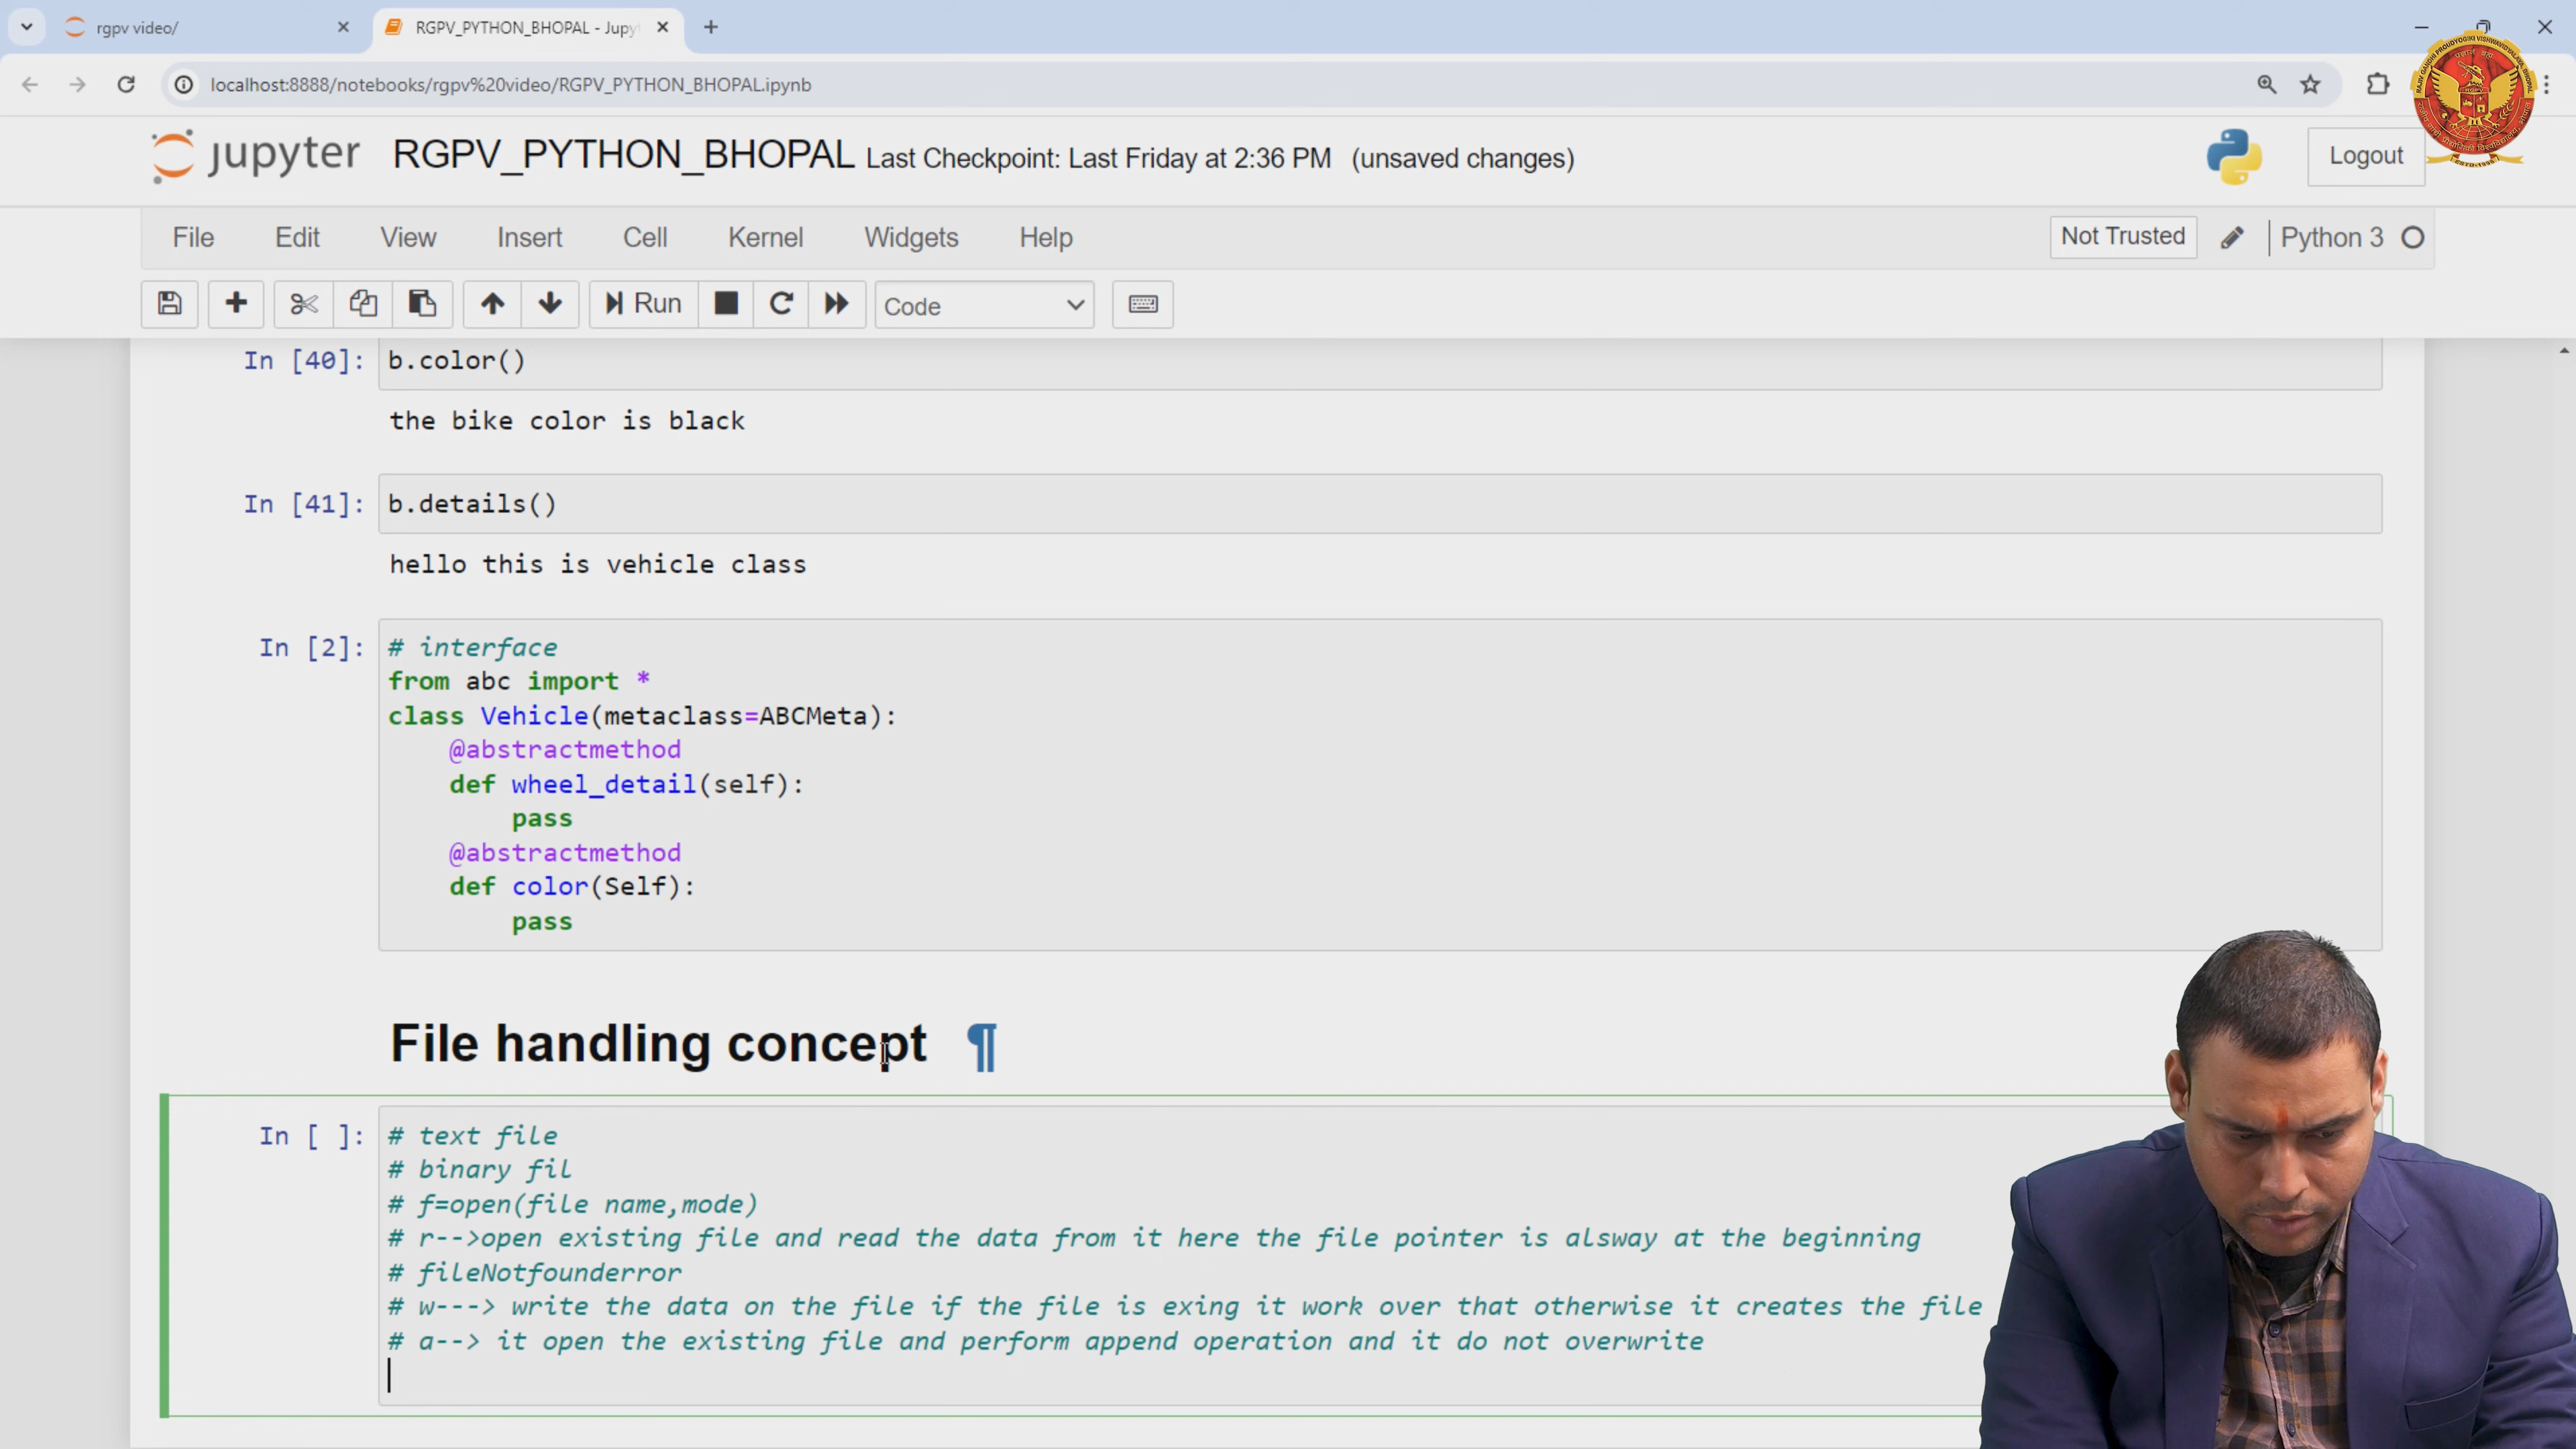 rgpv video/
RGPV_PYTHON_BHOPAL - Jupy
localhost:8888/notebooks/rgpv%20video/RGPV_PYTHON_BHOPAL.ipynb
jupyter RGPV_PYTHON_BHOPAL Last Checkpoint: Last Friday at 2:36 PM (unsaved changes)
Logout
File Edit View Insert Cell Kernel Widgets Help
Not Trusted Python 3
Run Code
In [40]: b.color()
the bike color is black
In [41]: b.details()
hello this is vehicle class
In [2]: # interface
from abc import *
class Vehicle(metaclass=ABCMeta):
@abstractmethod
def wheel_detail(self):
pass
@abstractmethod
def color(Self):
pass
File handling concept ¶
In [ ]: # text file
# binary fil
# f=open(file name,mode)
# r-->open existing file and read the data from it here the file pointer is alsway at the beginning
# fileNotfounderror
# w---> write the data on the file if the file is exing it work over that otherwise it creates the file
# a--> it open the existing file and perform append operation and it do not overwrite